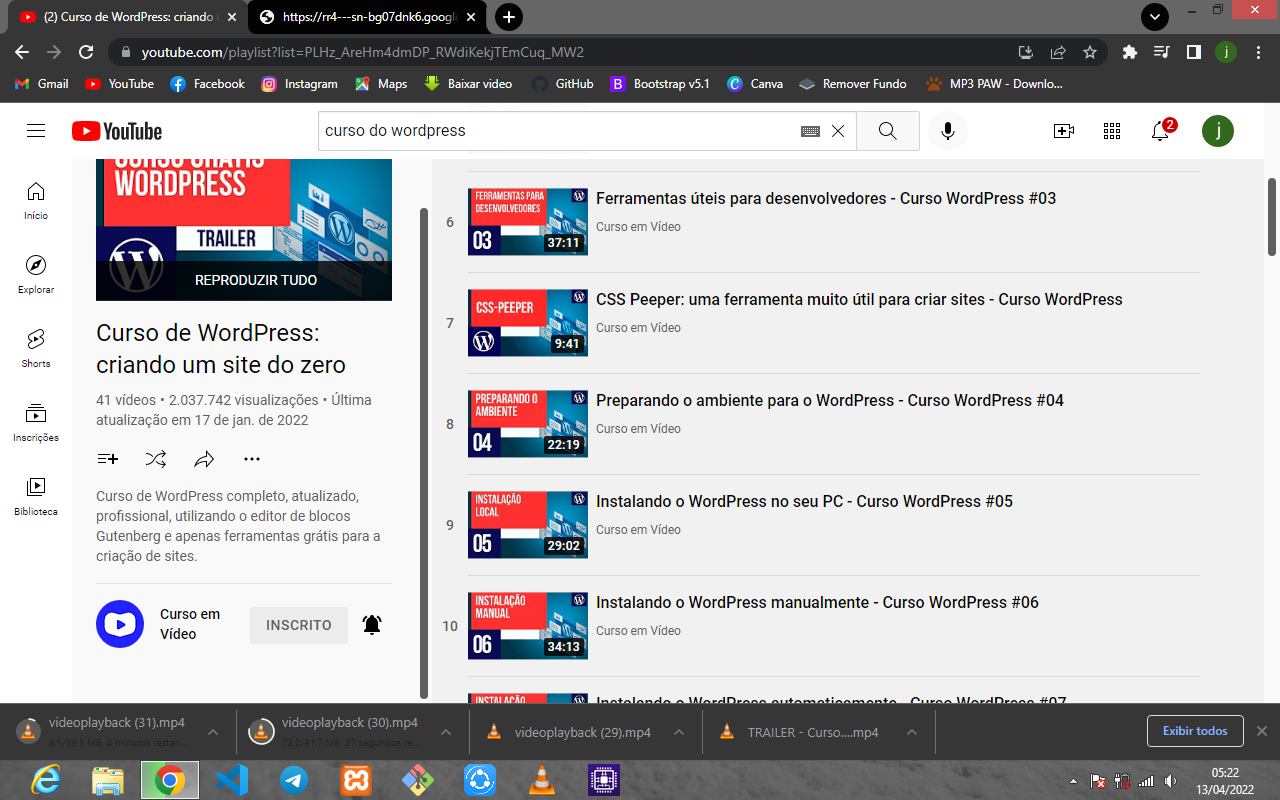 (2) Curso de WordPress: criando
https://rr4---sn-bg07dnk6.google
youtube.com/playlist?list=PLHz_AreHm4dmDP_RWdiKekjTEmCuq_MW2
j
Gmail
YouTube
Facebook
Instagram
Maps
Baixar video
GitHub
B
Bootstrap v5.1
C
Canva
Remover Fundo
MP3 PAW - Downlo...
YouTube
curso do wordpress
2
j
Início
Explorar
Shorts
Inscrições
Biblioteca
CURSO GRÁTIS
WORDPRESS
TRAILER
REPRODUZIR TUDO
Curso de WordPress:
criando um site do zero
41 vídeos • 2.037.742 visualizações • Última
atualização em 17 de jan. de 2022
Curso de WordPress completo, atualizado,
profissional, utilizando o editor de blocos
Gutenberg e apenas ferramentas grátis para a
criação de sites.
Curso em
Vídeo
INSCRITO
6
FERRAMENTAS PARA
DESENVOLVEDORES
03
37:11
Ferramentas úteis para desenvolvedores - Curso WordPress #03
Curso em Vídeo
7
CSS-PEEPER
9:41
CSS Peeper: uma ferramenta muito útil para criar sites - Curso WordPress
Curso em Vídeo
8
PREPARANDO O
AMBIENTE
04
22:19
Preparando o ambiente para o WordPress - Curso WordPress #04
Curso em Vídeo
9
INSTALAÇÃO
LOCAL
05
29:02
Instalando o WordPress no seu PC - Curso WordPress #05
Curso em Vídeo
10
INSTALAÇÃO
MANUAL
06
34:13
Instalando o WordPress manualmente - Curso WordPress #06
Curso em Vídeo
INSTALAÇÃO
Instalando o WordPress automaticamente - Curso WordPress #07
videoplayback (31).mp4
8,1/89,3 MB, 4 minutos restan...
videoplayback (30).mp4
73,2/91,7 MB, 27 segundos re...
videoplayback (29).mp4
TRAILER - Curso....mp4
Exibir todos
05:22
13/04/2022